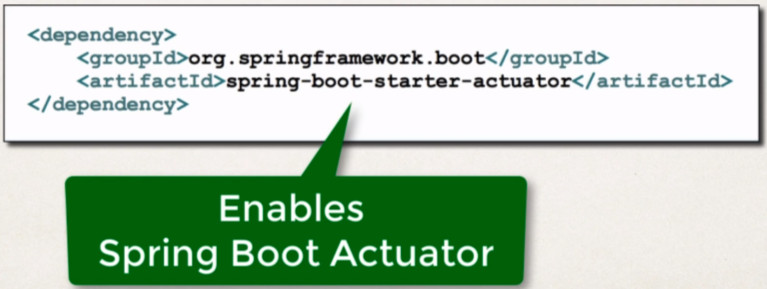 <dependency>
<groupId>org.springframework.boot</groupId>
<artifactId>spring-boot-starter-actuator</artifactId>
</dependency>
Enables
Spring Boot Actuator